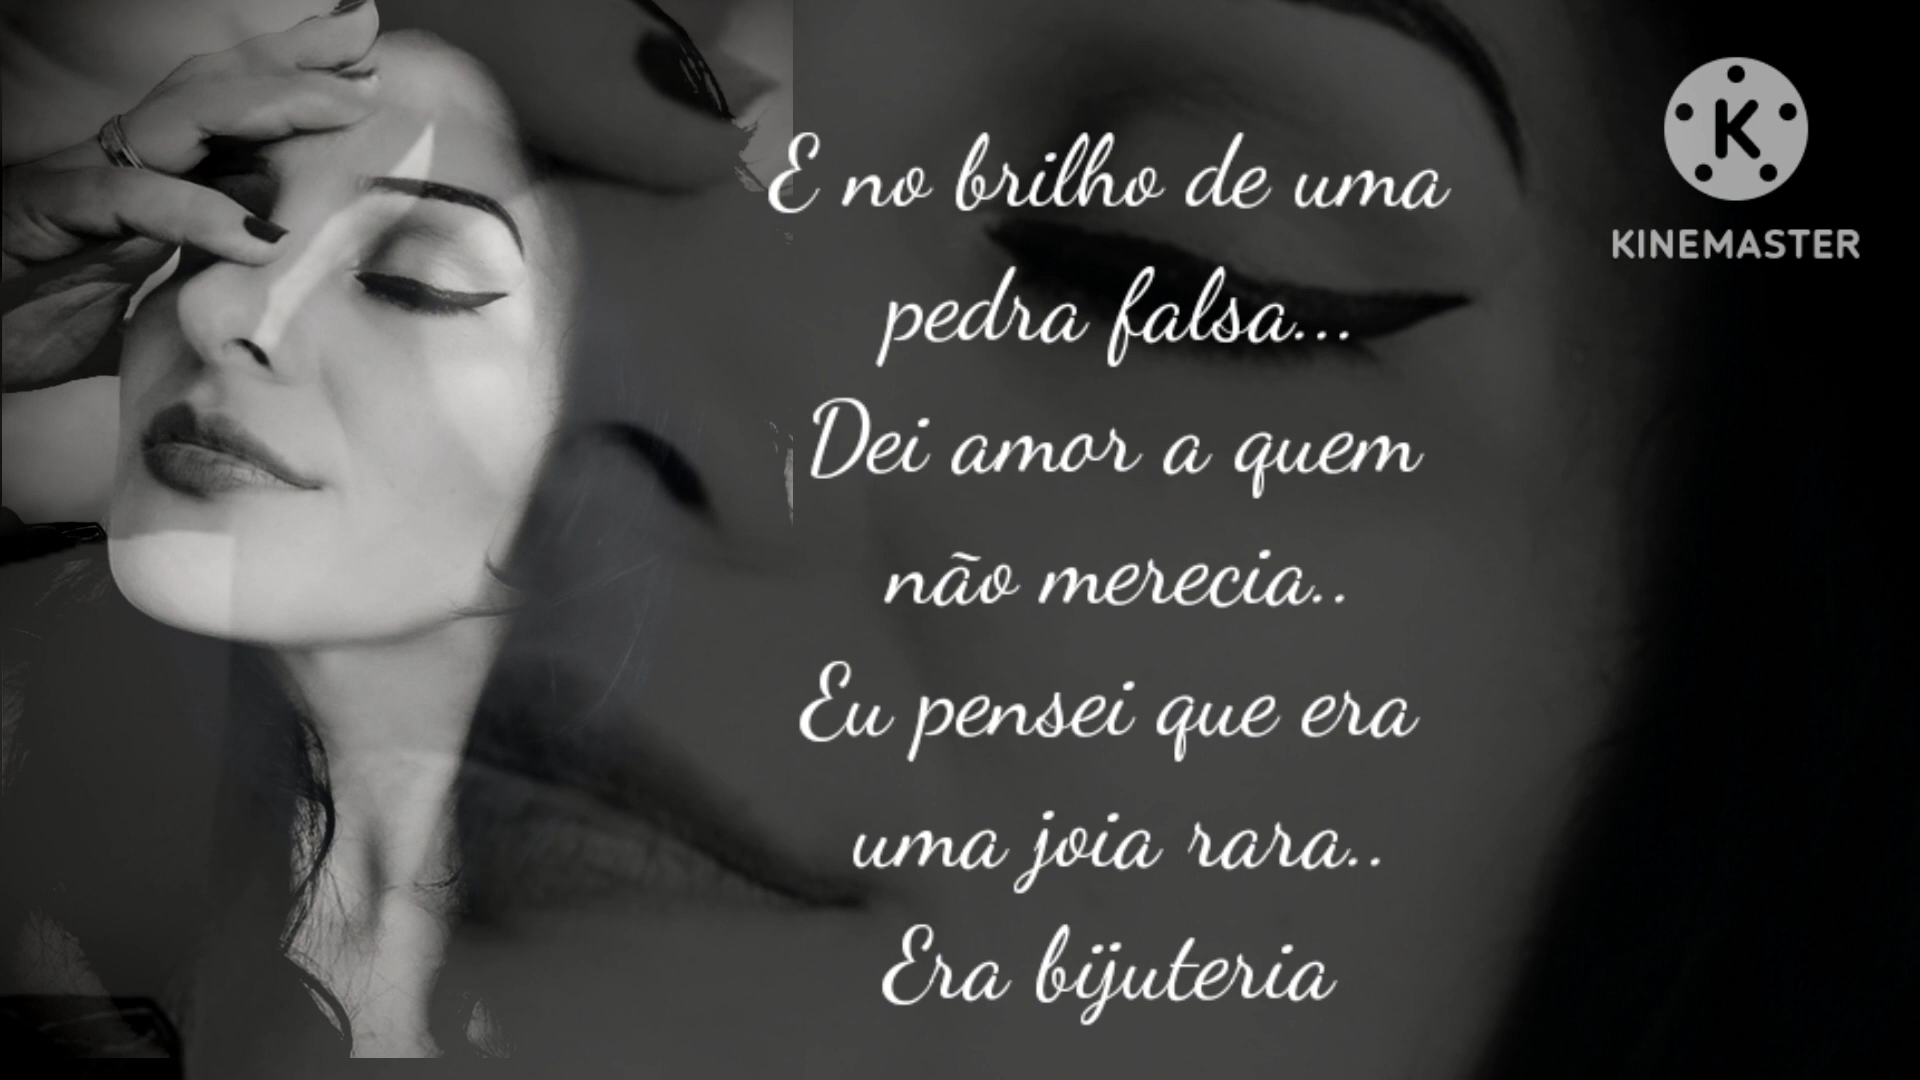 E no brilho de uma
pedra falsa...
Dei amor a quem
não merecia..
Eu pensei que era
uma joia rara..
Era bijuteria
K
KINEMASTER